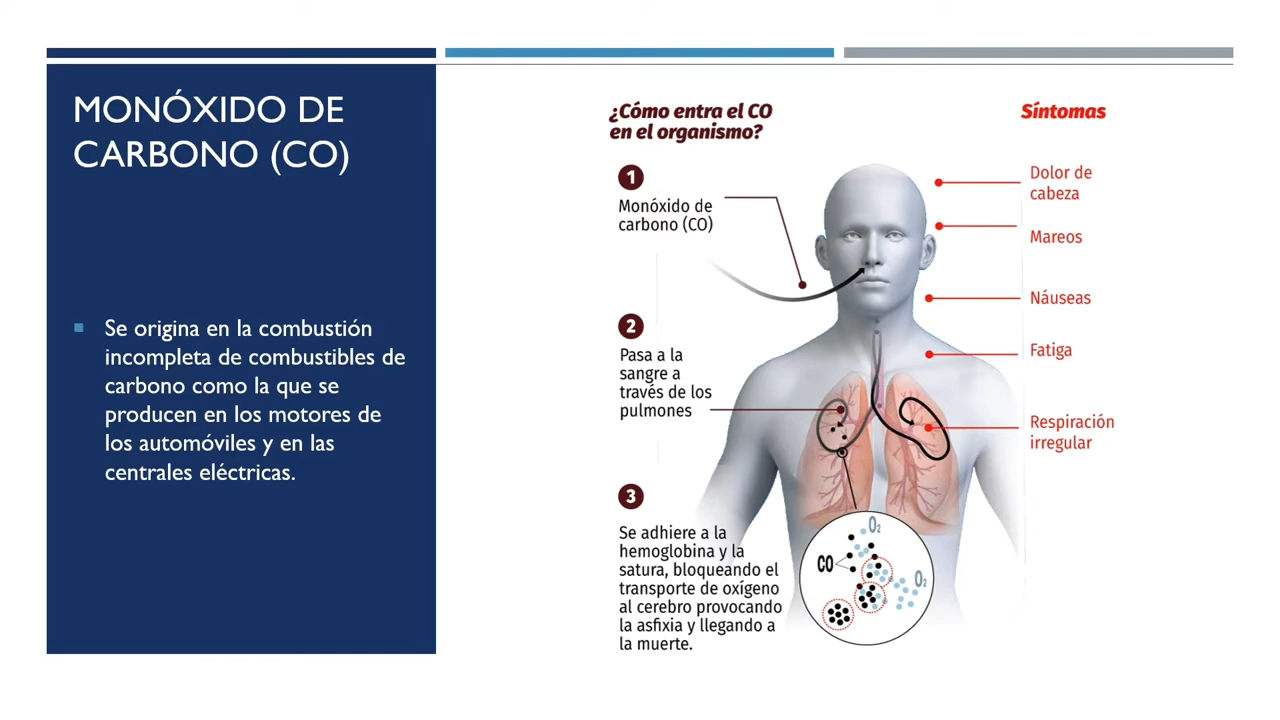 MONÓXIDO DE
CARBONO (CO)
Se origina en la combustión
incompleta de combustibles de
carbono como la que se
producen en los motores de
los automóviles y en las
centrales eléctricas.
¿Cómo entra el CO
en el organismo?
1
Monóxido de
carbono (CO)
2
Pasa a la
sangre a
través de los
pulmones
3
Se adhiere a la
hemoglobina y la
satura, bloqueando el
transporte de oxígeno
al cerebro provocando
la asfixia y llegando a
la muerte.
O2
CO
O2
Síntomas
Dolor de
cabeza
Mareos
Náuseas
Fatiga
Respiración
irregular